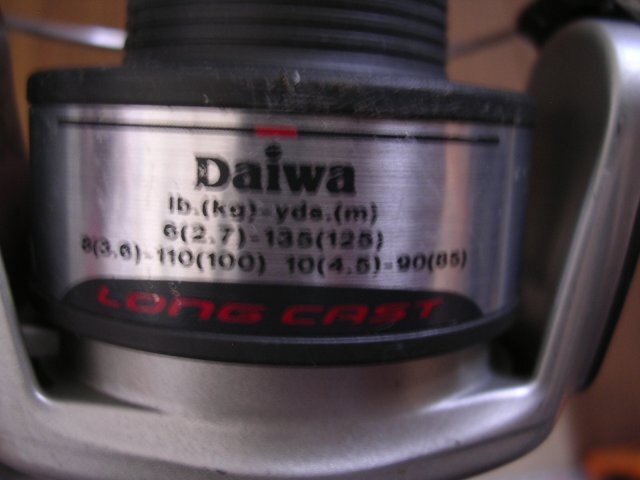 Daiwa
lb.(kg)-yds.(m)
6(2,7)-135(125)
8(3,6)-110(100) 10(4,5)-90(85)
LONG CAST